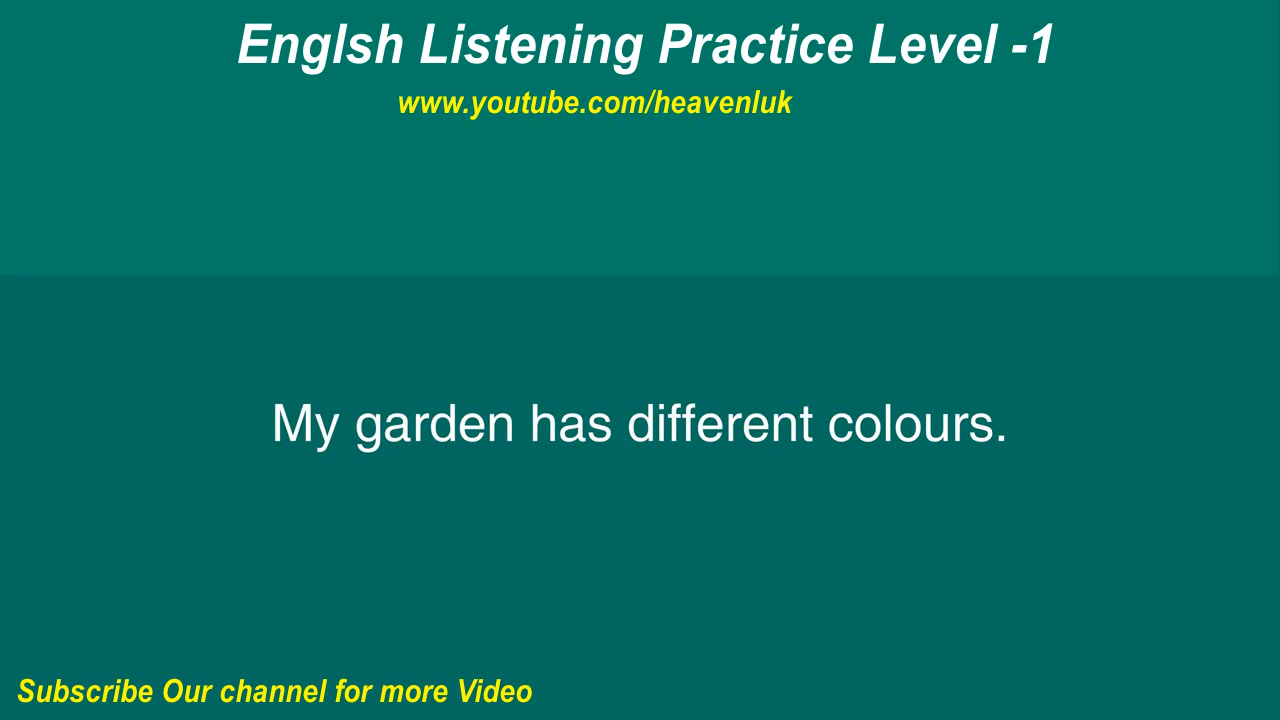 Englsh Listening Practice Level -1
www.youtube.com/heavenluk
My garden has different colours.
Subscribe Our channel for more Video